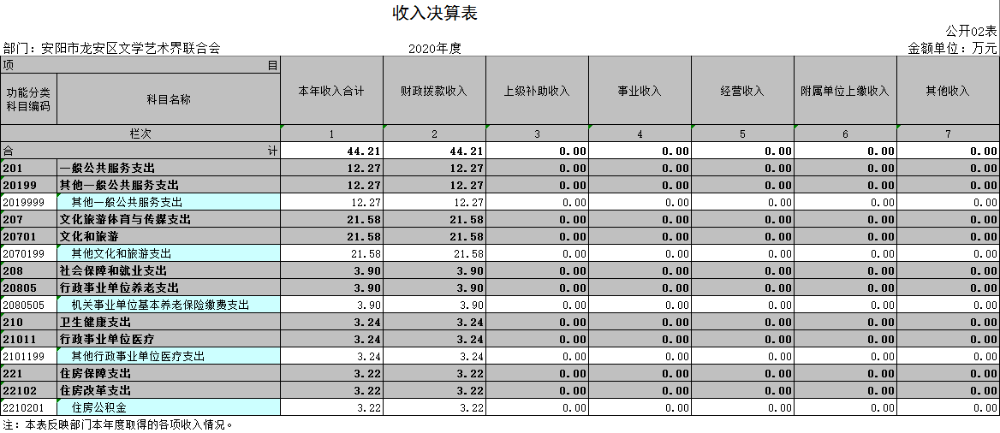 收入决算表
公开02表
部门：安阳市龙安区文学艺术界联合会 2020年度 金额单位：万元
项 目 本年收入合计 财政拨款收入 上级补助收入 事业收入 经营收入 附属单位上缴收入 其他收入
功能分类科目编码 科目名称
栏次 1 2 3 4 5 6 7
合 计 44.21 44.21 0.00 0.00 0.00 0.00 0.00
201 一般公共服务支出 12.27 12.27 0.00 0.00 0.00 0.00 0.00
20199 其他一般公共服务支出 12.27 12.27 0.00 0.00 0.00 0.00 0.00
2019999 其他一般公共服务支出 12.27 12.27 0.00 0.00 0.00 0.00 0.00
207 文化旅游体育与传媒支出 21.58 21.58 0.00 0.00 0.00 0.00 0.00
20701 文化和旅游 21.58 21.58 0.00 0.00 0.00 0.00 0.00
2070199 其他文化和旅游支出 21.58 21.58 0.00 0.00 0.00 0.00 0.00
208 社会保障和就业支出 3.90 3.90 0.00 0.00 0.00 0.00 0.00
20805 行政事业单位养老支出 3.90 3.90 0.00 0.00 0.00 0.00 0.00
2080505 机关事业单位基本养老保险缴费支出 3.90 3.90 0.00 0.00 0.00 0.00 0.00
210 卫生健康支出 3.24 3.24 0.00 0.00 0.00 0.00 0.00
21011 行政事业单位医疗 3.24 3.24 0.00 0.00 0.00 0.00 0.00
2101199 其他行政事业单位医疗支出 3.24 3.24 0.00 0.00 0.00 0.00 0.00
221 住房保障支出 3.22 3.22 0.00 0.00 0.00 0.00 0.00
22102 住房改革支出 3.22 3.22 0.00 0.00 0.00 0.00 0.00
2210201 住房公积金 3.22 3.22 0.00 0.00 0.00 0.00 0.00
注：本表反映部门本年度取得的各项收入情况。